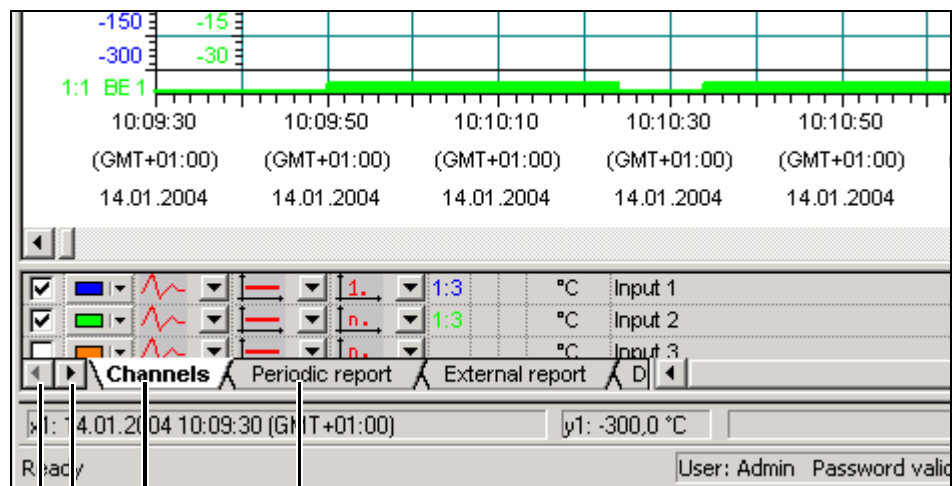 -150 -15
-300 -30
1:1 BE 1
10:09:30 10:09:50 10:10:10 10:10:30 10:10:50
(GMT+01:00) (GMT+01:00) (GMT+01:00) (GMT+01:00) (GMT+01:00)
14.01.2004 14.01.2004 14.01.2004 14.01.2004 14.01.2004
1. 1:3 °C Input 1
n. 1:3 °C Input 2
n. °C Input 3
Channels Periodic report External report D
x1: 14.01.2004 10:09:30 (GMT+01:00) y1: -300,0 °C
Ready User: Admin Password valid